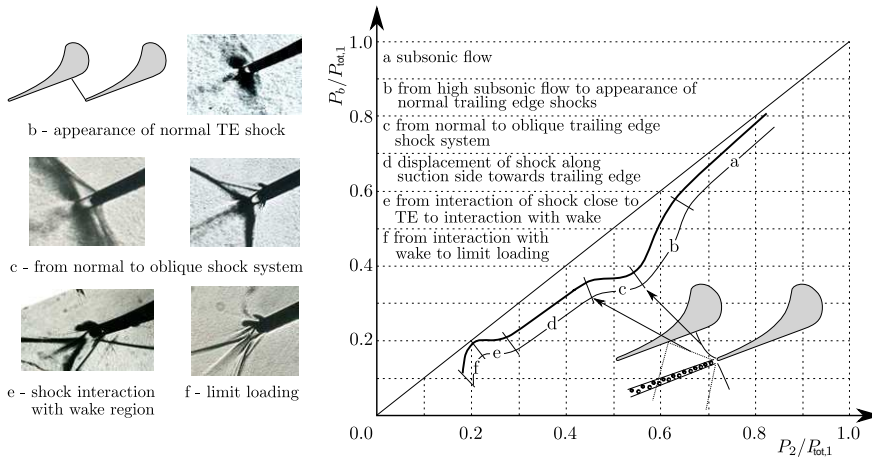 b - appearance of normal TE shock
c - from normal to oblique shock system
e - shock interaction
with wake region
f - limit loading
P_b/P_tot,1
1.0
0.8
0.6
0.4
0.2
0.0
0.2
0.4
0.6
0.8
1.0
P_2/P_tot,1
a subsonic flow
b from high subsonic flow to appearance of
normal trailing edge shocks
c from normal to oblique trailing edge
shock system
d displacement of shock along
suction side towards trailing edge
e from interaction of shock close to
TE to interaction with wake
f from interaction with
wake to limit loading
a
b
c
d
e
f